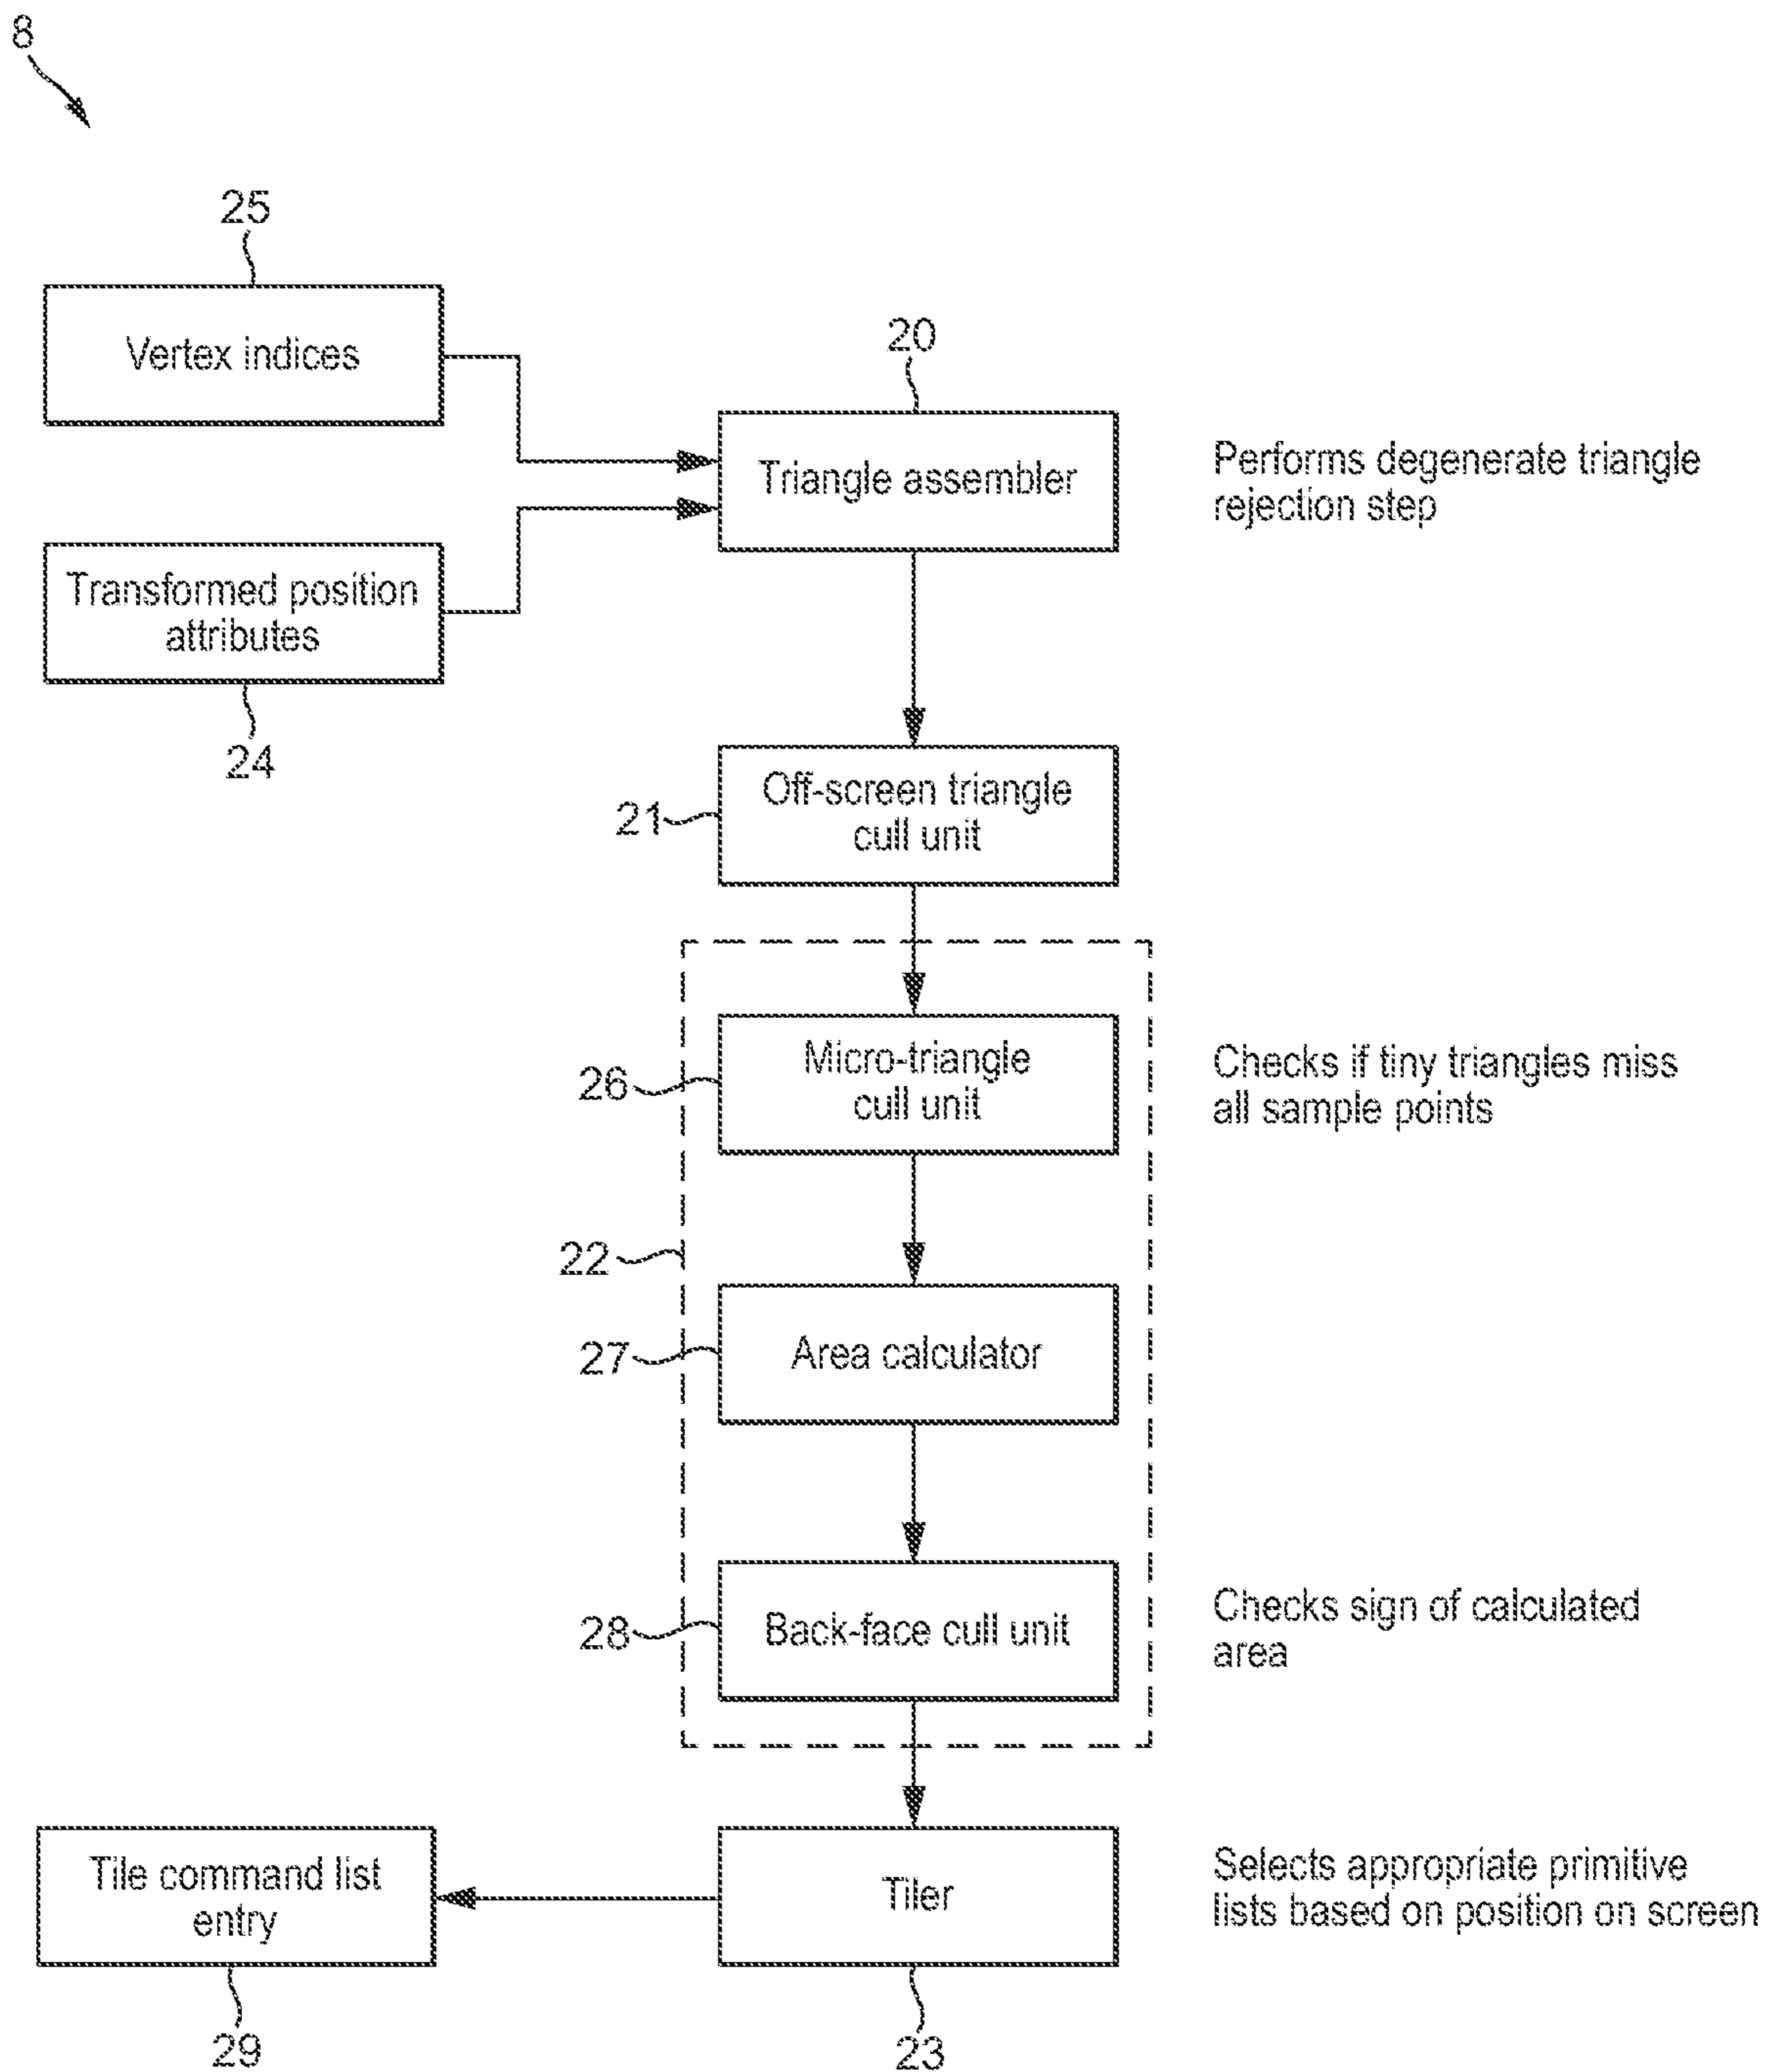 8
25
Vertex indices
20
Triangle assembler
Performs degenerate triangle
rejection step
Transformed position
attributes
24
21
Off-screen triangle
cull unit
26
Micro-triangle
cull unit
Checks if tiny triangles miss
all sample points
22
27
Area calculator
28
Back-face cull unit
Checks sign of calculated
area
Tile command list
entry
29
Tiler
23
Selects appropriate primitive
lists based on position on screen